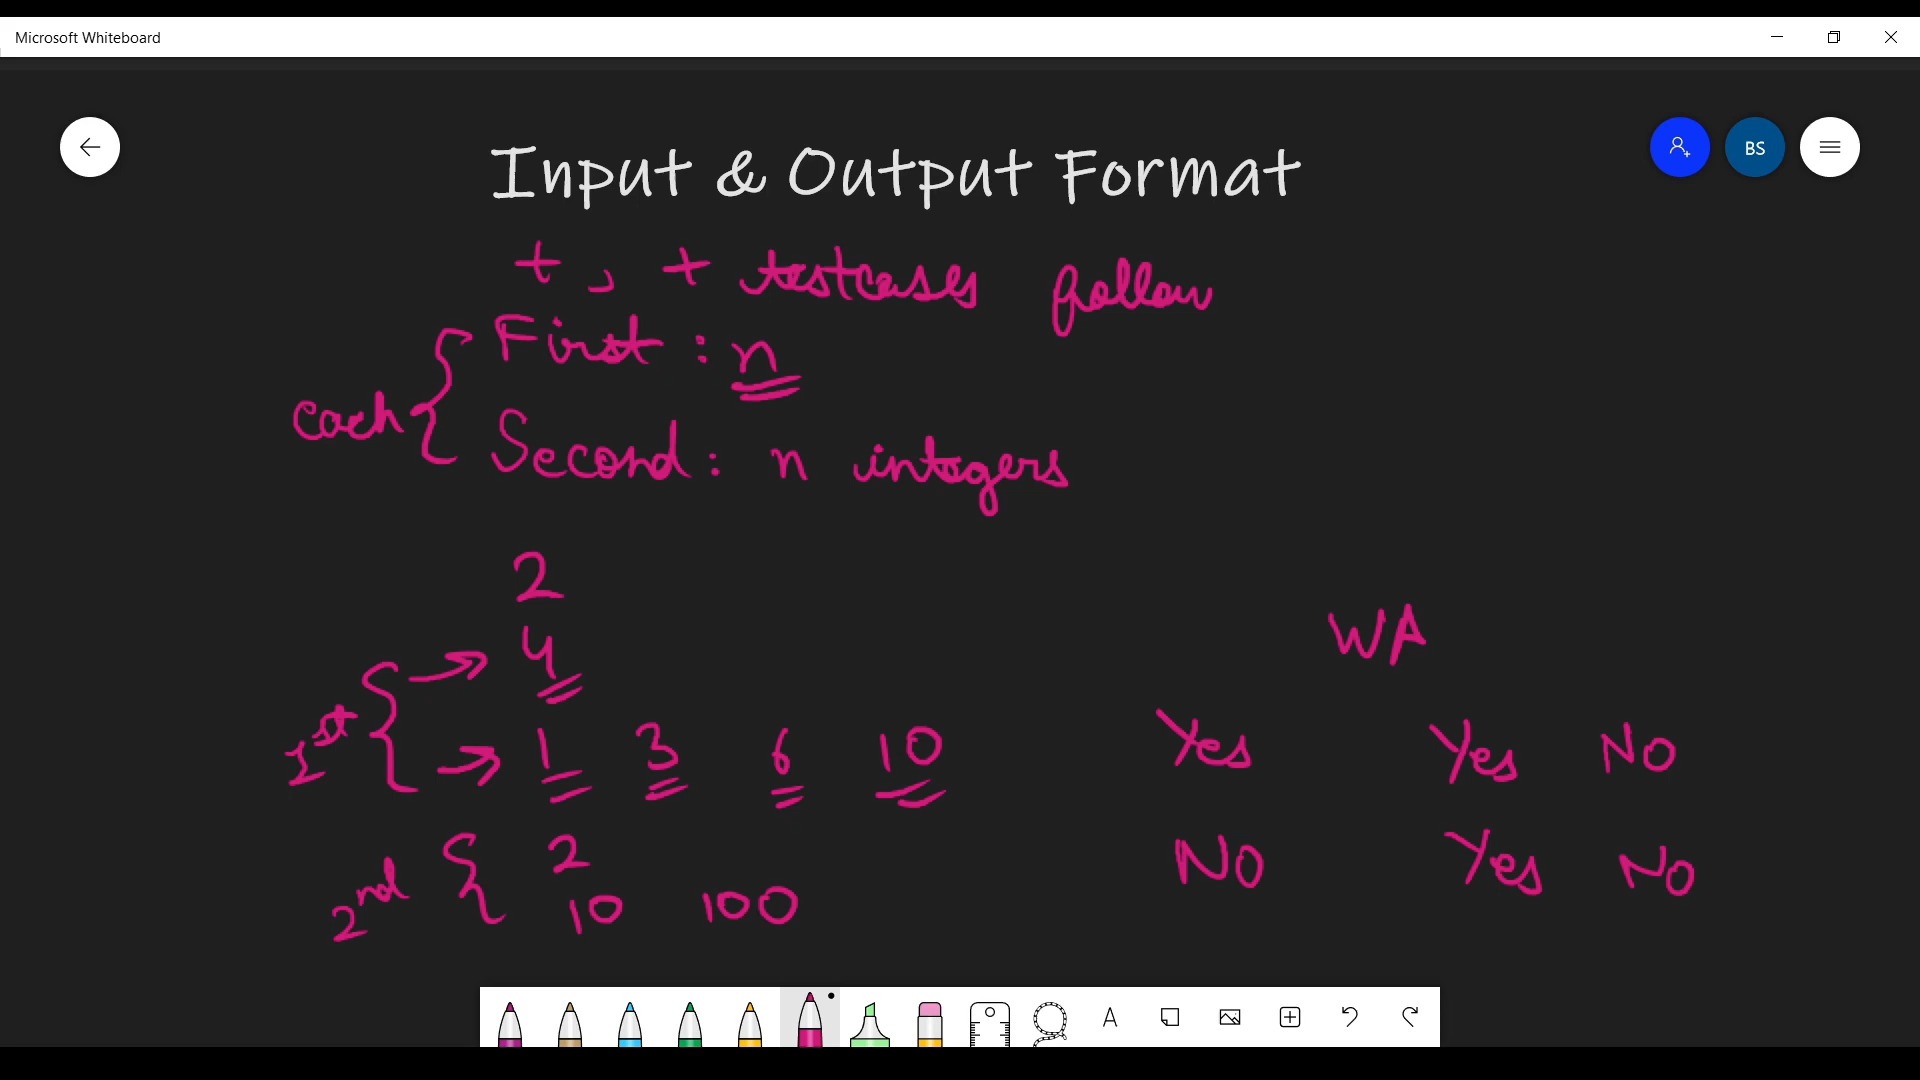 Microsoft Whiteboard
BS
Input & Output Format
t, t testcases follow
each { First : n
Second : n integers
2
4
WA
1st { → 1 3 6 10
Yes
Yes No
2nd { 2
10 100
No
Yes No
A